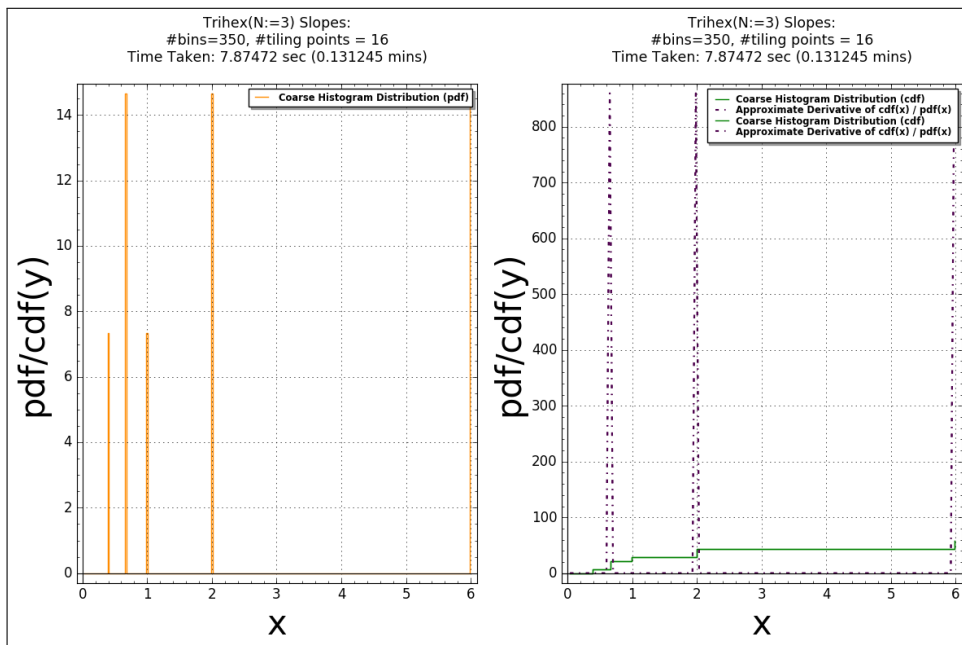 Trihex(N:=3) Slopes:
#bins=350, #tiling points = 16
Time Taken: 7.87472 sec (0.131245 mins)
Coarse Histogram Distribution (pdf)
14
12
10
8
6
4
2
0
pdf/cdf(y)
0 1 2 3 4 5 6
x
Trihex(N:=3) Slopes:
#bins=350, #tiling points = 16
Time Taken: 7.87472 sec (0.131245 mins)
Coarse Histogram Distribution (cdf)
Approximate Derivative of cdf(x) / pdf(x)
Coarse Histogram Distribution (cdf)
Approximate Derivative of cdf(x) / pdf(x)
800
700
600
500
400
300
200
100
0
pdf/cdf(y)
0 1 2 3 4 5 6
x